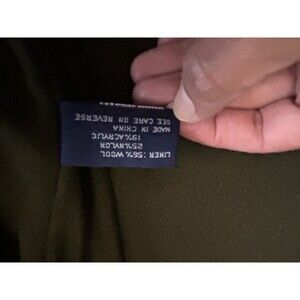 LINER :56% WOOL
25%NYLON
19%ACRYLIC
MADE IN CHINA
SEE CARE ON REVERSE